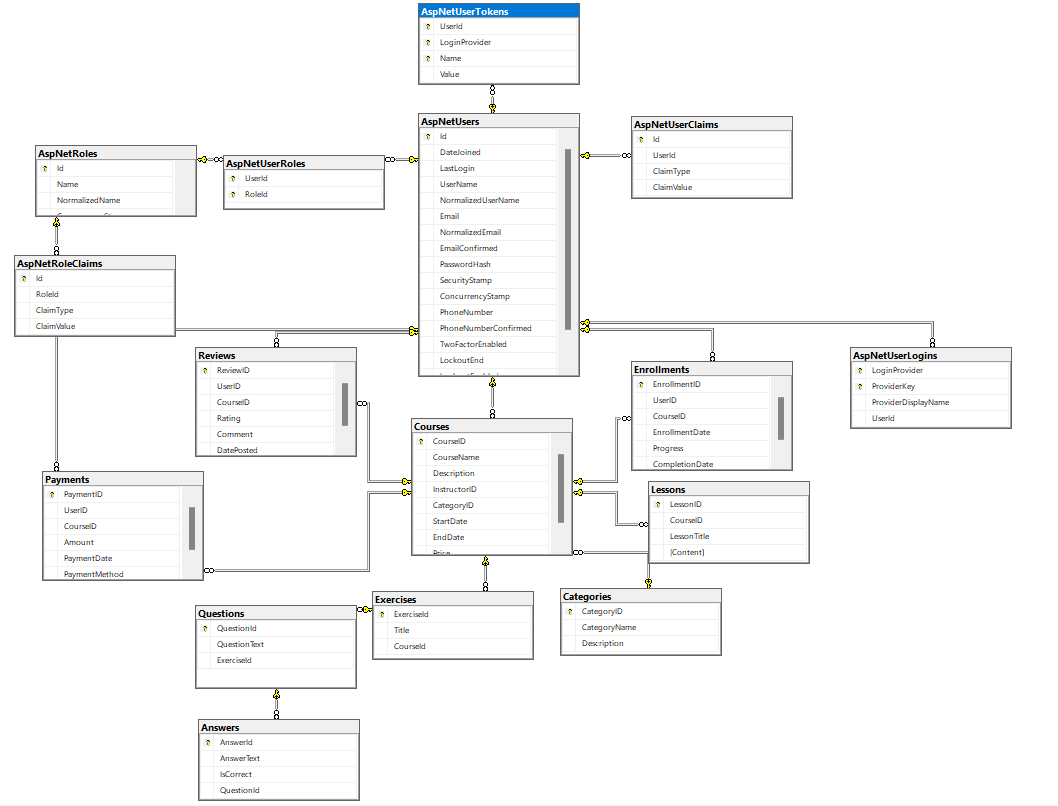 AspNetUserTokens
UserId
LoginProvider
Name
Value
AspNetUsers
Id
DateJoined
LastLogin
UserName
NormalizedUserName
Email
NormalizedEmail
EmailConfirmed
PasswordHash
SecurityStamp
ConcurrencyStamp
PhoneNumber
PhoneNumberConfirmed
TwoFactorEnabled
LockoutEnd
AspNetUserClaims
Id
UserId
ClaimType
ClaimValue
AspNetRoles
Id
Name
NormalizedName
AspNetUserRoles
UserId
RoleId
AspNetRoleClaims
Id
RoleId
ClaimType
ClaimValue
Reviews
ReviewID
UserID
CourseID
Rating
Comment
DatePosted
Enrollments
EnrollmentID
UserID
CourseID
EnrollmentDate
Progress
CompletionDate
AspNetUserLogins
LoginProvider
ProviderKey
ProviderDisplayName
UserId
Courses
CourseID
CourseName
Description
InstructorID
CategoryID
StartDate
EndDate
Price
Payments
PaymentID
UserID
CourseID
Amount
PaymentDate
PaymentMethod
Lessons
LessonID
CourseID
LessonTitle
[Content]
Categories
CategoryID
CategoryName
Description
Exercises
ExerciseId
Title
CourseId
Questions
QuestionId
QuestionText
ExerciseId
Answers
AnswerId
AnswerText
IsCorrect
QuestionId